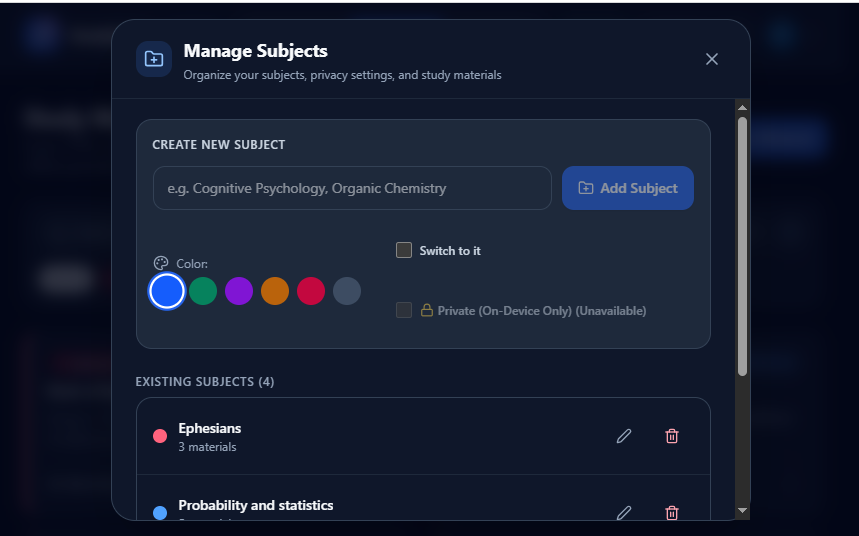 Manage Subjects
Organize your subjects, privacy settings, and study materials
CREATE NEW SUBJECT
e.g. Cognitive Psychology, Organic Chemistry
Add Subject
Color:
Switch to it
Private (On-Device Only) (Unavailable)
EXISTING SUBJECTS (4)
Ephesians
3 materials
Probability and statistics